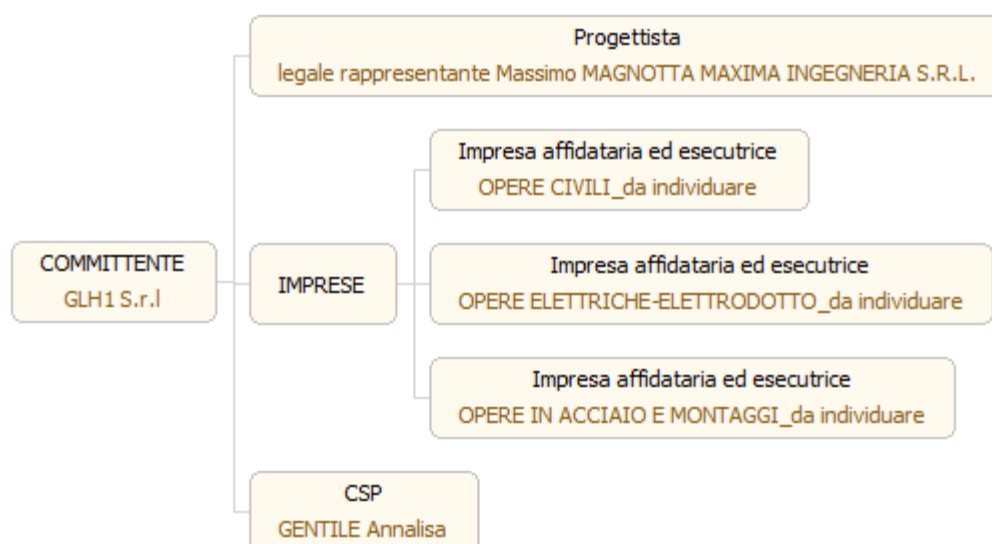 Progettista
legale rappresentante Massimo MAGNOTTA MAXIMA INGEGNERIA S.R.L.
Impresa affidataria ed esecutrice
OPERE CIVILI_da individuare
COMMITTENTE
GLH1 S.r.l
IMPRESE
Impresa affidataria ed esecutrice
OPERE ELETTRICHE-ELETTRODOTTO_da individuare
Impresa affidataria ed esecutrice
OPERE IN ACCIAIO E MONTAGGI_da individuare
CSP
GENTILE Annalisa